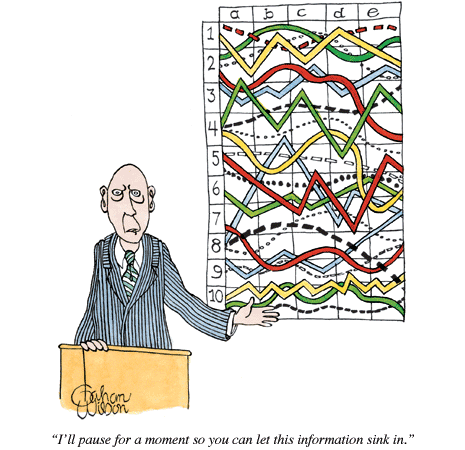 a b c d e
1
2
3
4
5
6
7
8
9
10
Gahan
Wilson
“I’ll pause for a moment so you can let this information sink in.”